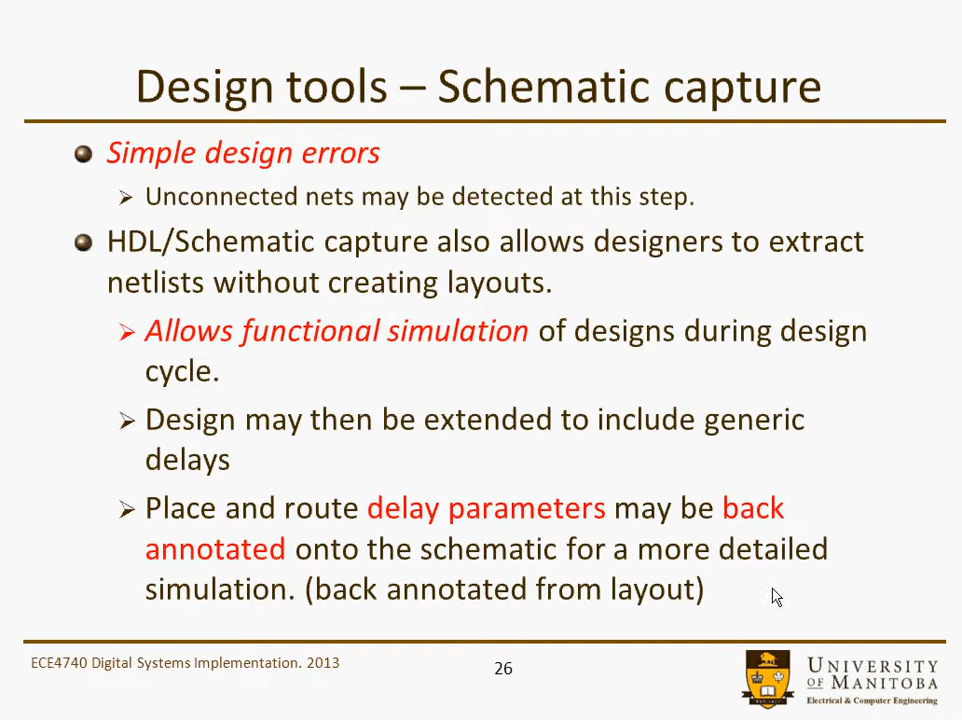 Design tools – Schematic capture
Simple design errors
Unconnected nets may be detected at this step.
HDL/Schematic capture also allows designers to extract
netlists without creating layouts.
Allows functional simulation of designs during design
cycle.
Design may then be extended to include generic
delays
Place and route delay parameters may be back
annotated onto the schematic for a more detailed
simulation. (back annotated from layout)
ECE4740 Digital Systems Implementation. 2013
26
UNIVERSITY
OF MANITOBA
Electrical & Computer Engineering